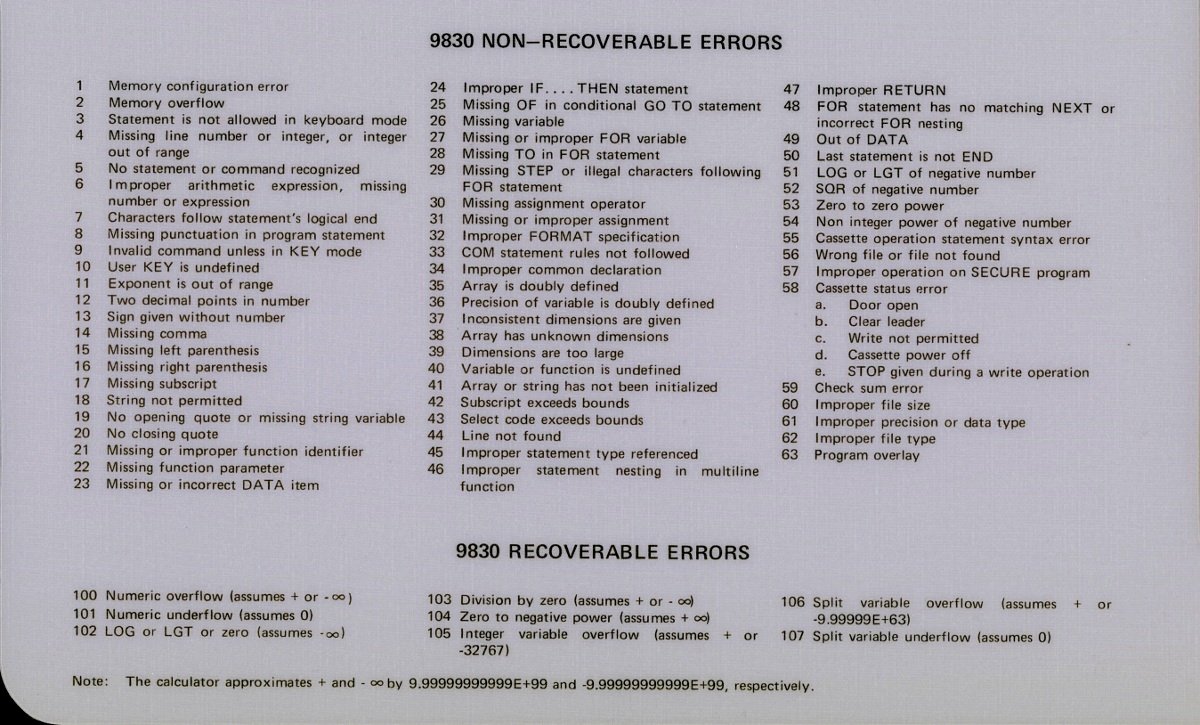 9830 NON—RECOVERABLE ERRORS
1 Memory configuration error
2 Memory overflow
3 Statement is not allowed in keyboard mode
4 Missing line number or integer, or integer
out of range
5 No statement or command recognized
6 Improper arithmetic expression, missing
number or expression
7 Characters follow statement's logical end
8 Missing punctuation in program statement
9 Invalid command unless in KEY mode
10 User KEY is undefined
11 Exponent is out of range
12 Two decimal points in number
13 Sign given without number
14 Missing comma
15 Missing left parenthesis
16 Missing right parenthesis
17 Missing subscript
18 String not permitted
19 No opening quote or missing string variable
20 No closing quote
21 Missing or improper function identifier
22 Missing function parameter
23 Missing or incorrect DATA item
24 Improper IF....THEN statement
25 Missing OF in conditional GO TO statement
26 Missing variable
27 Missing or improper FOR variable
28 Missing TO in FOR statement
29 Missing STEP or illegal characters following
FOR statement
30 Missing assignment operator
31 Missing or improper assignment
32 Improper FORMAT specification
33 COM statement rules not followed
34 Improper common declaration
35 Array is doubly defined
36 Precision of variable is doubly defined
37 Inconsistent dimensions are given
38 Array has unknown dimensions
39 Dimensions are too large
40 Variable or function is undefined
41 Array or string has not been initialized
42 Subscript exceeds bounds
43 Select code exceeds bounds
44 Line not found
45 Improper statement type referenced
46 Improper statement nesting in multiline
function
47 Improper RETURN
48 FOR statement has no matching NEXT or
incorrect FOR nesting
49 Out of DATA
50 Last statement is not END
51 LOG or LGT of negative number
52 SQR of negative number
53 Zero to zero power
54 Non integer power of negative number
55 Cassette operation statement syntax error
56 Wrong file or file not found
57 Improper operation on SECURE program
58 Cassette status error
a. Door open
b. Clear leader
c. Write not permitted
d. Cassette power off
e. STOP given during a write operation
59 Check sum error
60 Improper file size
61 Improper precision or data type
62 Improper file type
63 Program overlay
9830 RECOVERABLE ERRORS
100 Numeric overflow (assumes + or - ∞)
101 Numeric underflow (assumes 0)
102 LOG or LGT or zero (assumes -∞)
103 Division by zero (assumes + or - ∞)
104 Zero to negative power (assumes + ∞)
105 Integer variable overflow (assumes + or
-32767)
106 Split variable overflow (assumes + or
-9.99999E+63)
107 Split variable underflow (assumes 0)
Note: The calculator approximates + and - ∞ by 9.99999999999E+99 and -9.99999999999E+99, respectively.